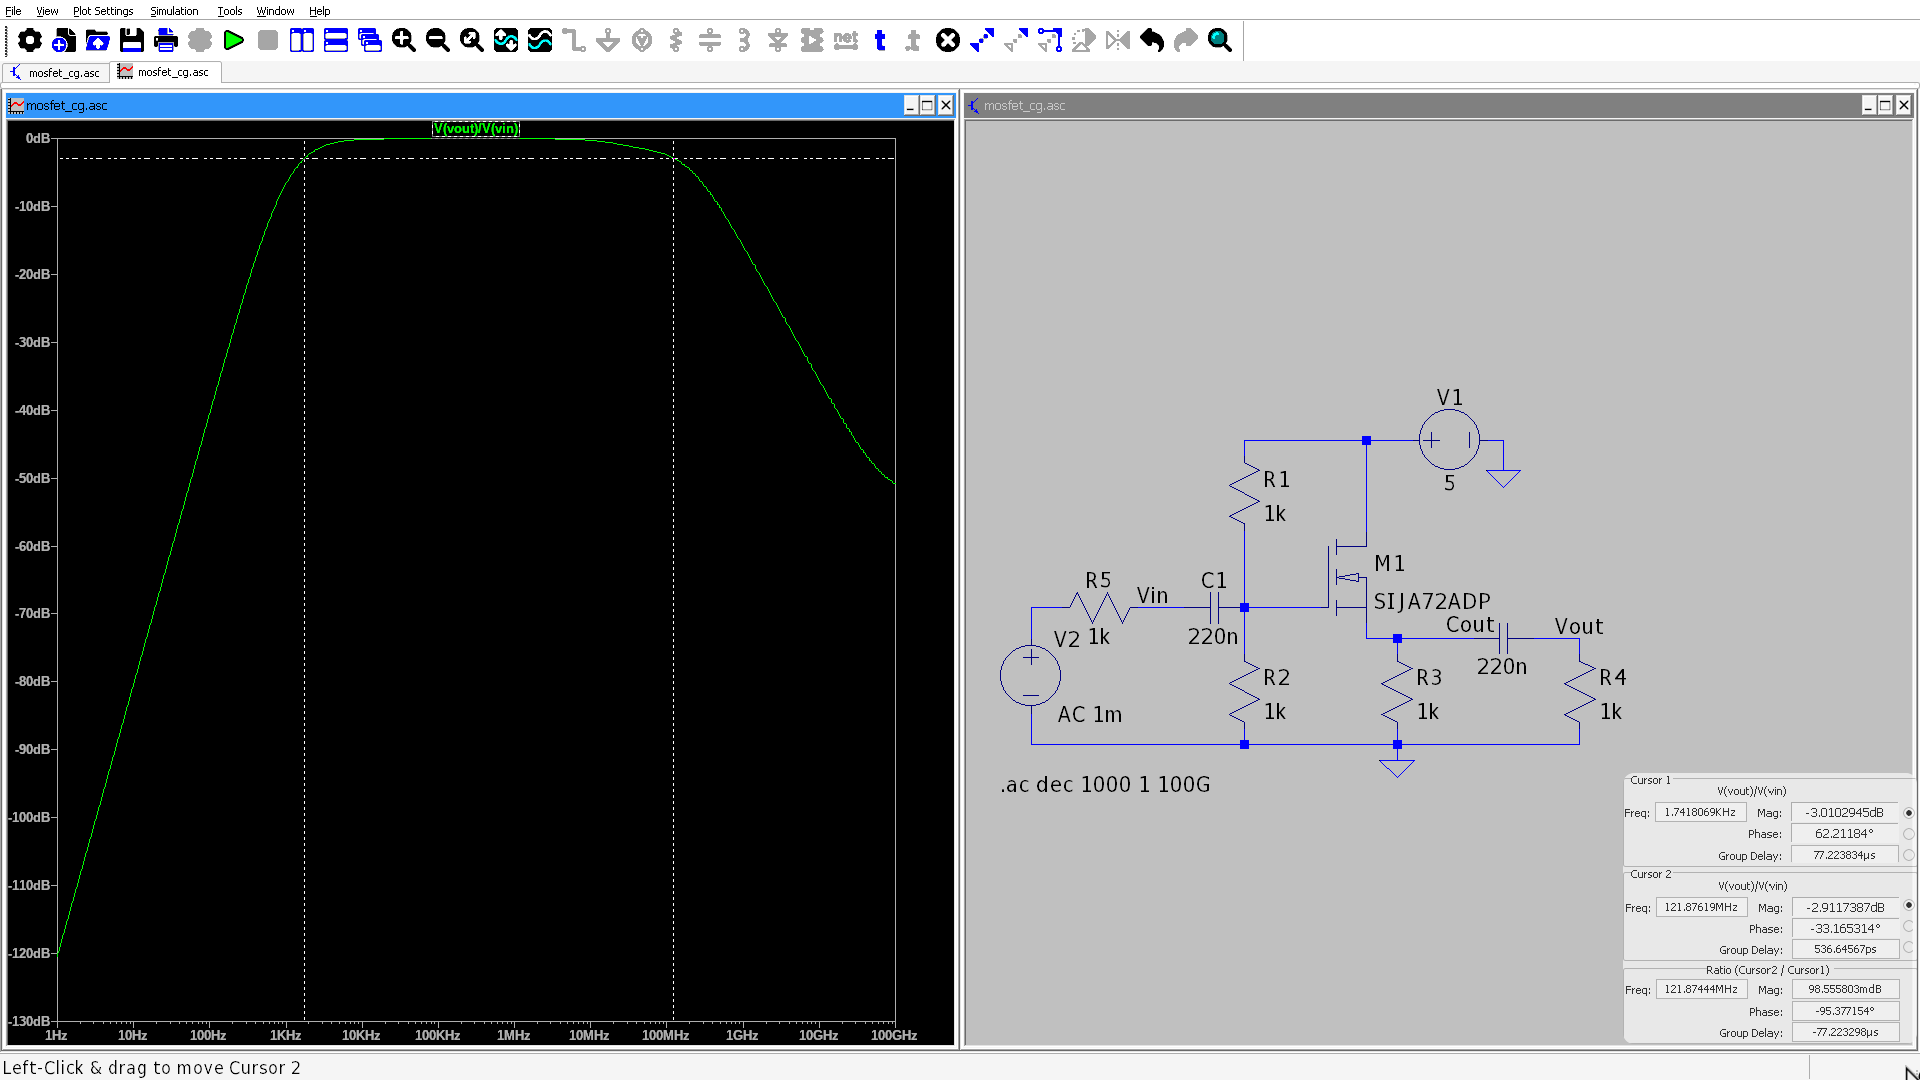 File View Plot Settings Simulation Tools Window Help
net t t
mosfet_cg.asc mosfet_cg.asc
mosfet_cg.asc
V(vout)/V(vin)
0dB
-10dB
-20dB
-30dB
-40dB
-50dB
-60dB
-70dB
-80dB
-90dB
-100dB
-110dB
-120dB
-130dB
1Hz 10Hz 100Hz 1KHz 10KHz 100KHz 1MHz 10MHz 100MHz 1GHz 10GHz 100GHz
mosfet_cg.asc
V1
5
R1
1k
M1
SIJA72ADP
R5
1k
Vin
C1
220n
V2
AC 1m
R2
1k
Cout
220n
Vout
R3
1k
R4
1k
.ac dec 1000 1 100G
Cursor 1
V(vout)/V(vin)
Freq: 1.7418069KHz Mag: -3.0102945dB
Phase: 62.21184°
Group Delay: 77.223834µs
Cursor 2
V(vout)/V(vin)
Freq: 121.87619MHz Mag: -2.9117387dB
Phase: -33.165314°
Group Delay: 536.64567ps
Ratio (Cursor2 / Cursor1)
Freq: 121.87444MHz Mag: 98.555803mdB
Phase: -95.377154°
Group Delay: -77.223298µs
Left-Click & drag to move Cursor 2